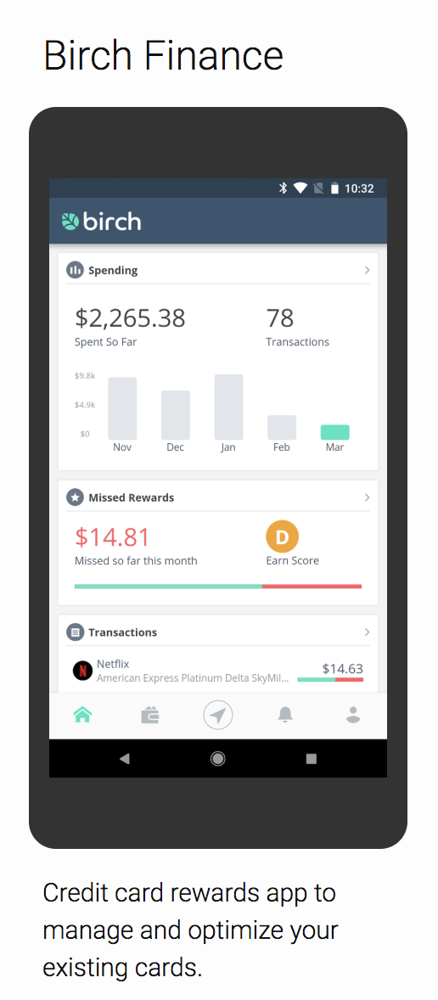 Birch Finance
10:32
birch
Spending
$2,265.38
78
Spent So Far
Transactions
$9.8k
$4.9k
$0
Nov
Dec
Jan
Feb
Mar
Missed Rewards
$14.81
D
Missed so far this month
Earn Score
Transactions
N
Netflix
$14.63
American Express Platinum Delta SkyMil...
Credit card rewards app to
manage and optimize your
existing cards.